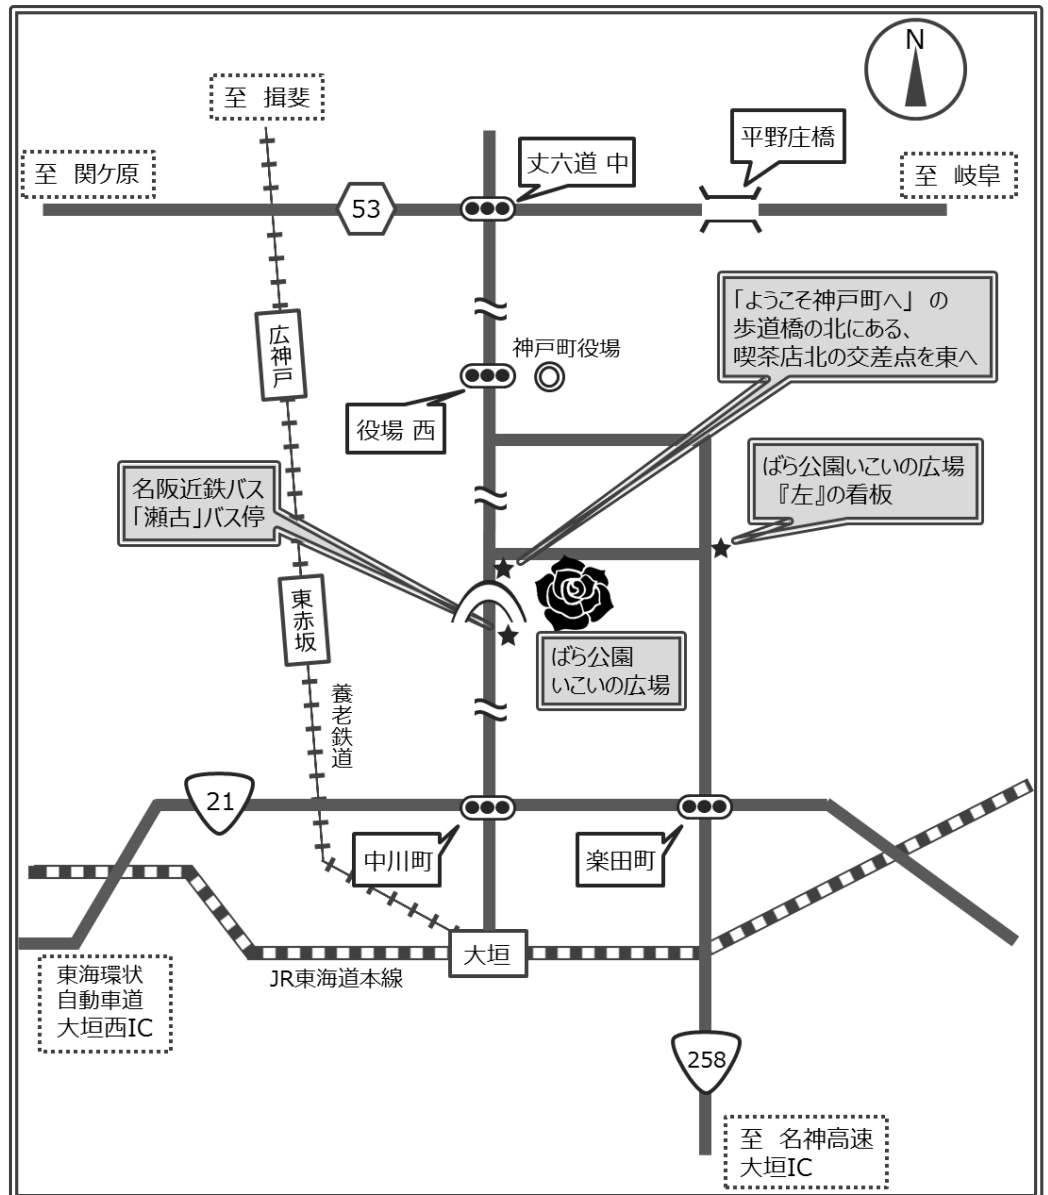 N
至 揖斐
平野庄橋
丈六道 中
至 関ケ原
至 岐阜
53
「ようこそ神戸町へ」 の
歩道橋の北にある、
喫茶店北の交差点を東へ
広神戸
神戸町役場
役場 西
ばら公園いこいの広場
『左』の看板
名阪近鉄バス
「瀬古」バス停
東赤坂
ばら公園
いこいの広場
養老鉄道
21
中川町
楽田町
大垣
JR東海道本線
東海環状
自動車道
大垣西IC
258
至 名神高速
大垣IC